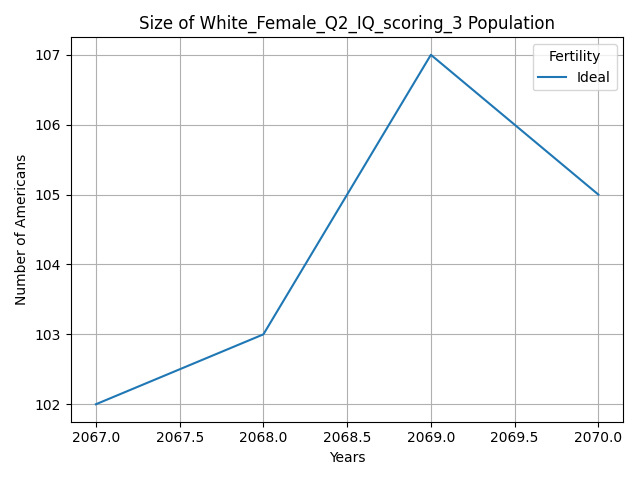 Size of White_Female_Q2_IQ_scoring_3 Population
Fertility
Ideal
Number of Americans
107
106
105
104
103
102
2067.0 2067.5 2068.0 2068.5 2069.0 2069.5 2070.0
Years